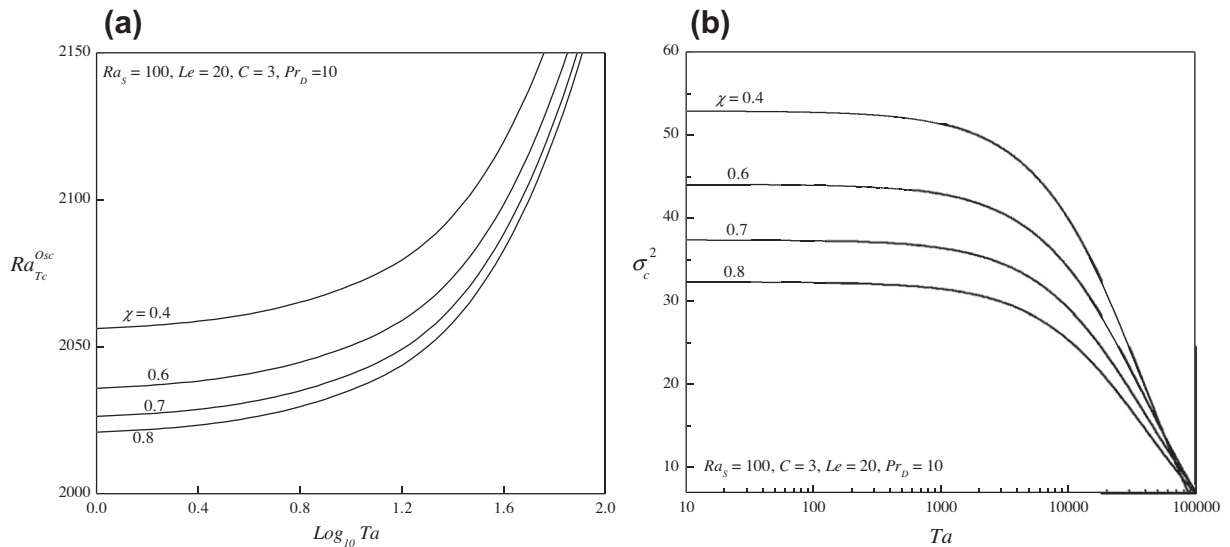 (a)
2150
Ra_S = 100, Le = 20, C = 3, Pr_D =10
2100
Ra_Tc^Osc
χ = 0.4
2050
0.6
0.7
0.8
2000
0.0 0.4 0.8 1.2 1.6 2.0
Log_10 Ta
(b)
60
χ = 0.4
50
0.6
40
0.7
σ_c^2
0.8
30
20
10
Ra_S = 100, C = 3, Le = 20, Pr_D = 10
10 100 1000 10000 100000
Ta